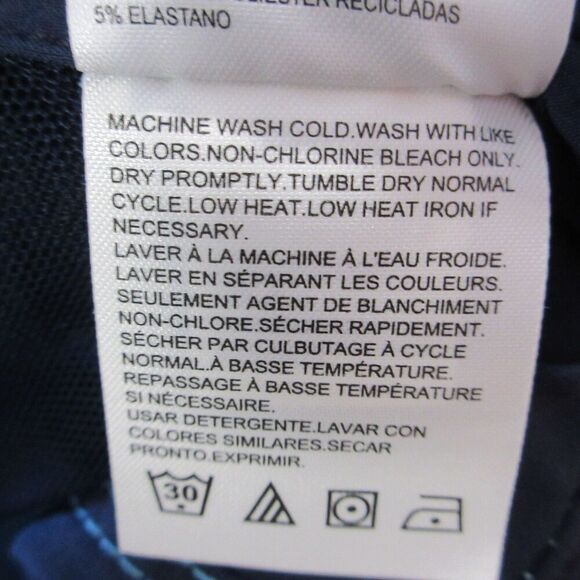 RECICLADAS
5% ELASTANO
MACHINE WASH COLD.WASH WITH LIKE
COLORS.NON-CHLORINE BLEACH ONLY.
DRY PROMPTLY.TUMBLE DRY NORMAL
CYCLE.LOW HEAT.LOW HEAT IRON IF
NECESSARY.
LAVER À LA MACHINE À L'EAU FROIDE.
LAVER EN SÉPARANT LES COULEURS.
SEULEMENT AGENT DE BLANCHIMENT
NON-CHLORE.SÉCHER RAPIDEMENT.
SÉCHER PAR CULBUTAGE À CYCLE
NORMAL.À BASSE TEMPÉRATURE.
REPASSAGE À BASSE TEMPÉRATURE
SI NÉCESSAIRE.
USAR DETERGENTE.LAVAR CON
COLORES SIMILARES.SECAR
PRONTO.EXPRIMIR.
30